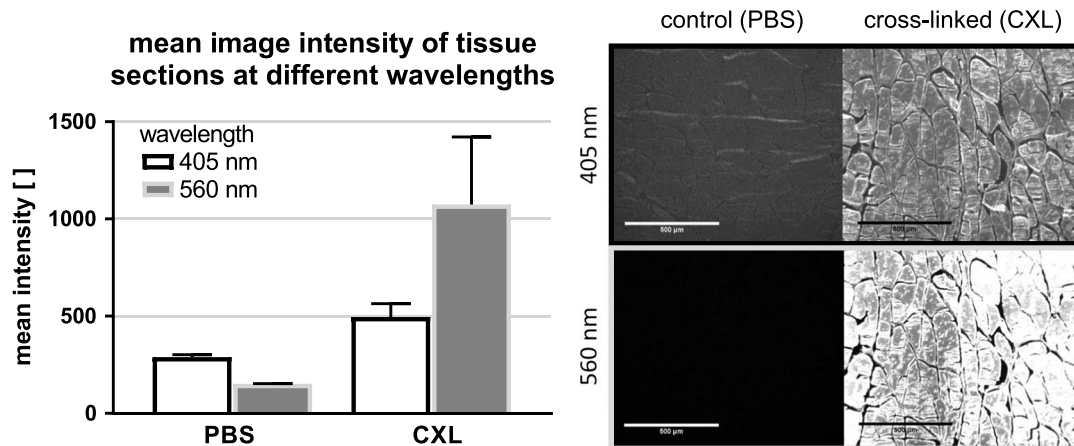 mean image intensity of tissue
sections at different wavelengths
mean intensity [ ]
1500
1000
500
0
wavelength
405 nm
560 nm
PBS
CXL
control (PBS)
cross-linked (CXL)
405 nm
500 µm
500 µm
560 nm
500 µm
500 µm